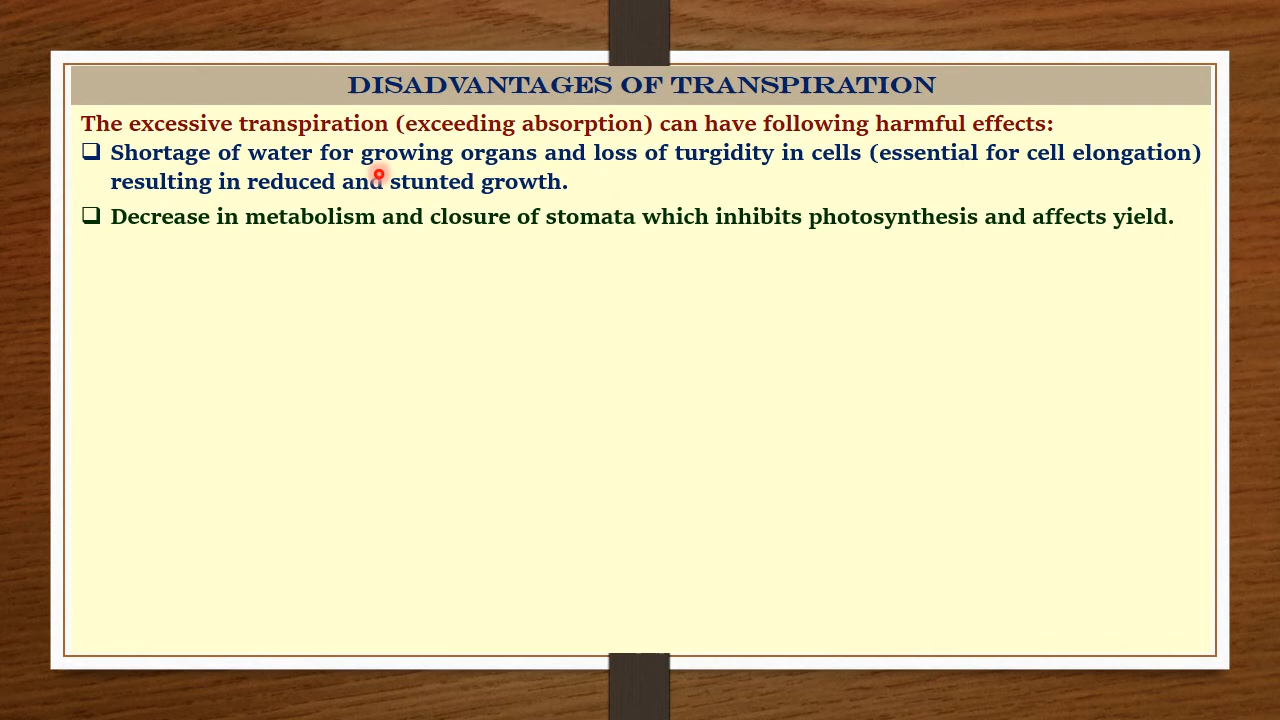 DISADVANTAGES OF TRANSPIRATION
The excessive transpiration (exceeding absorption) can have following harmful effects:
❑ Shortage of water for growing organs and loss of turgidity in cells (essential for cell elongation)
resulting in reduced and stunted growth.
❑ Decrease in metabolism and closure of stomata which inhibits photosynthesis and affects yield.